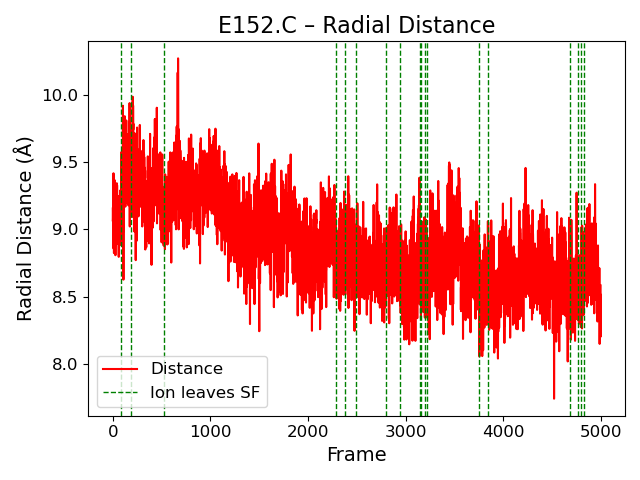 E152.C – Radial Distance
Radial Distance (Å)
10.0
9.5
9.0
8.5
8.0
Distance
Ion leaves SF
0
1000
2000
3000
4000
5000
Frame